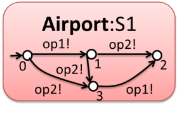 Airport:S1
op1! op2!
0 1 op2! 2
op2! 3 op1!